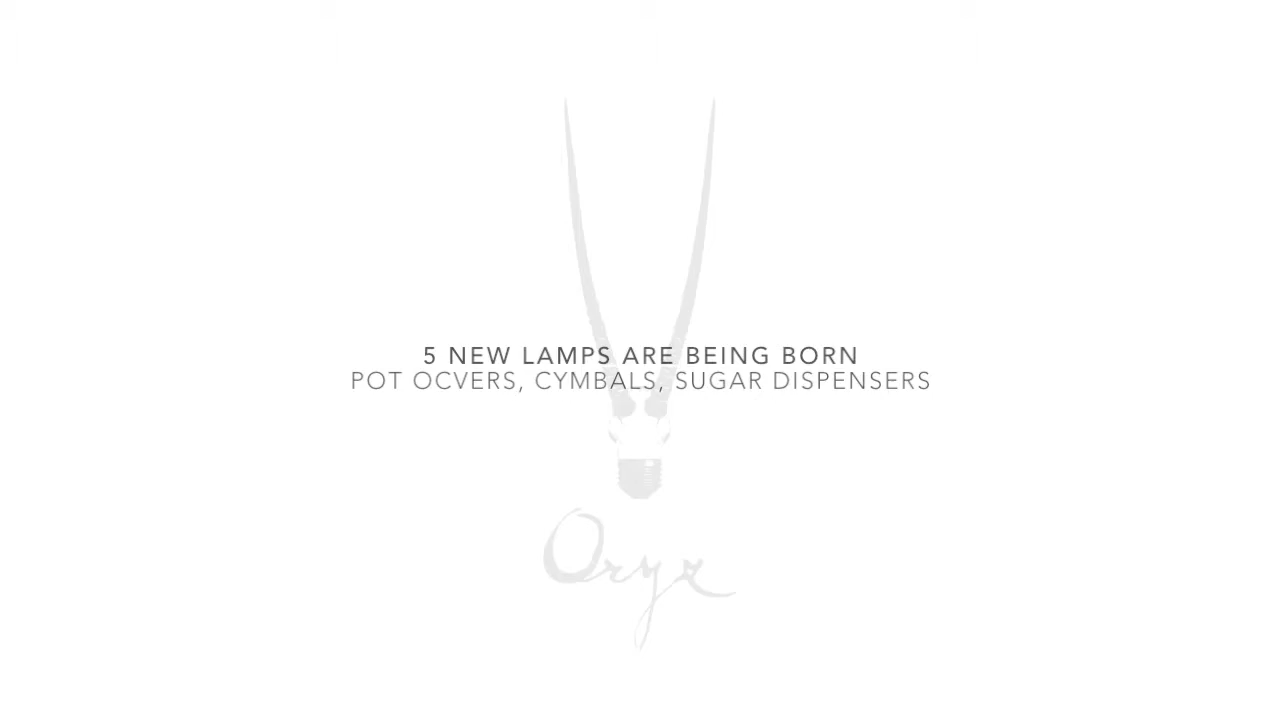 5 NEW LAMPS ARE BEING BORN
POT OCVERS, CYMBALS, SUGAR DISPENSERS
Oryx